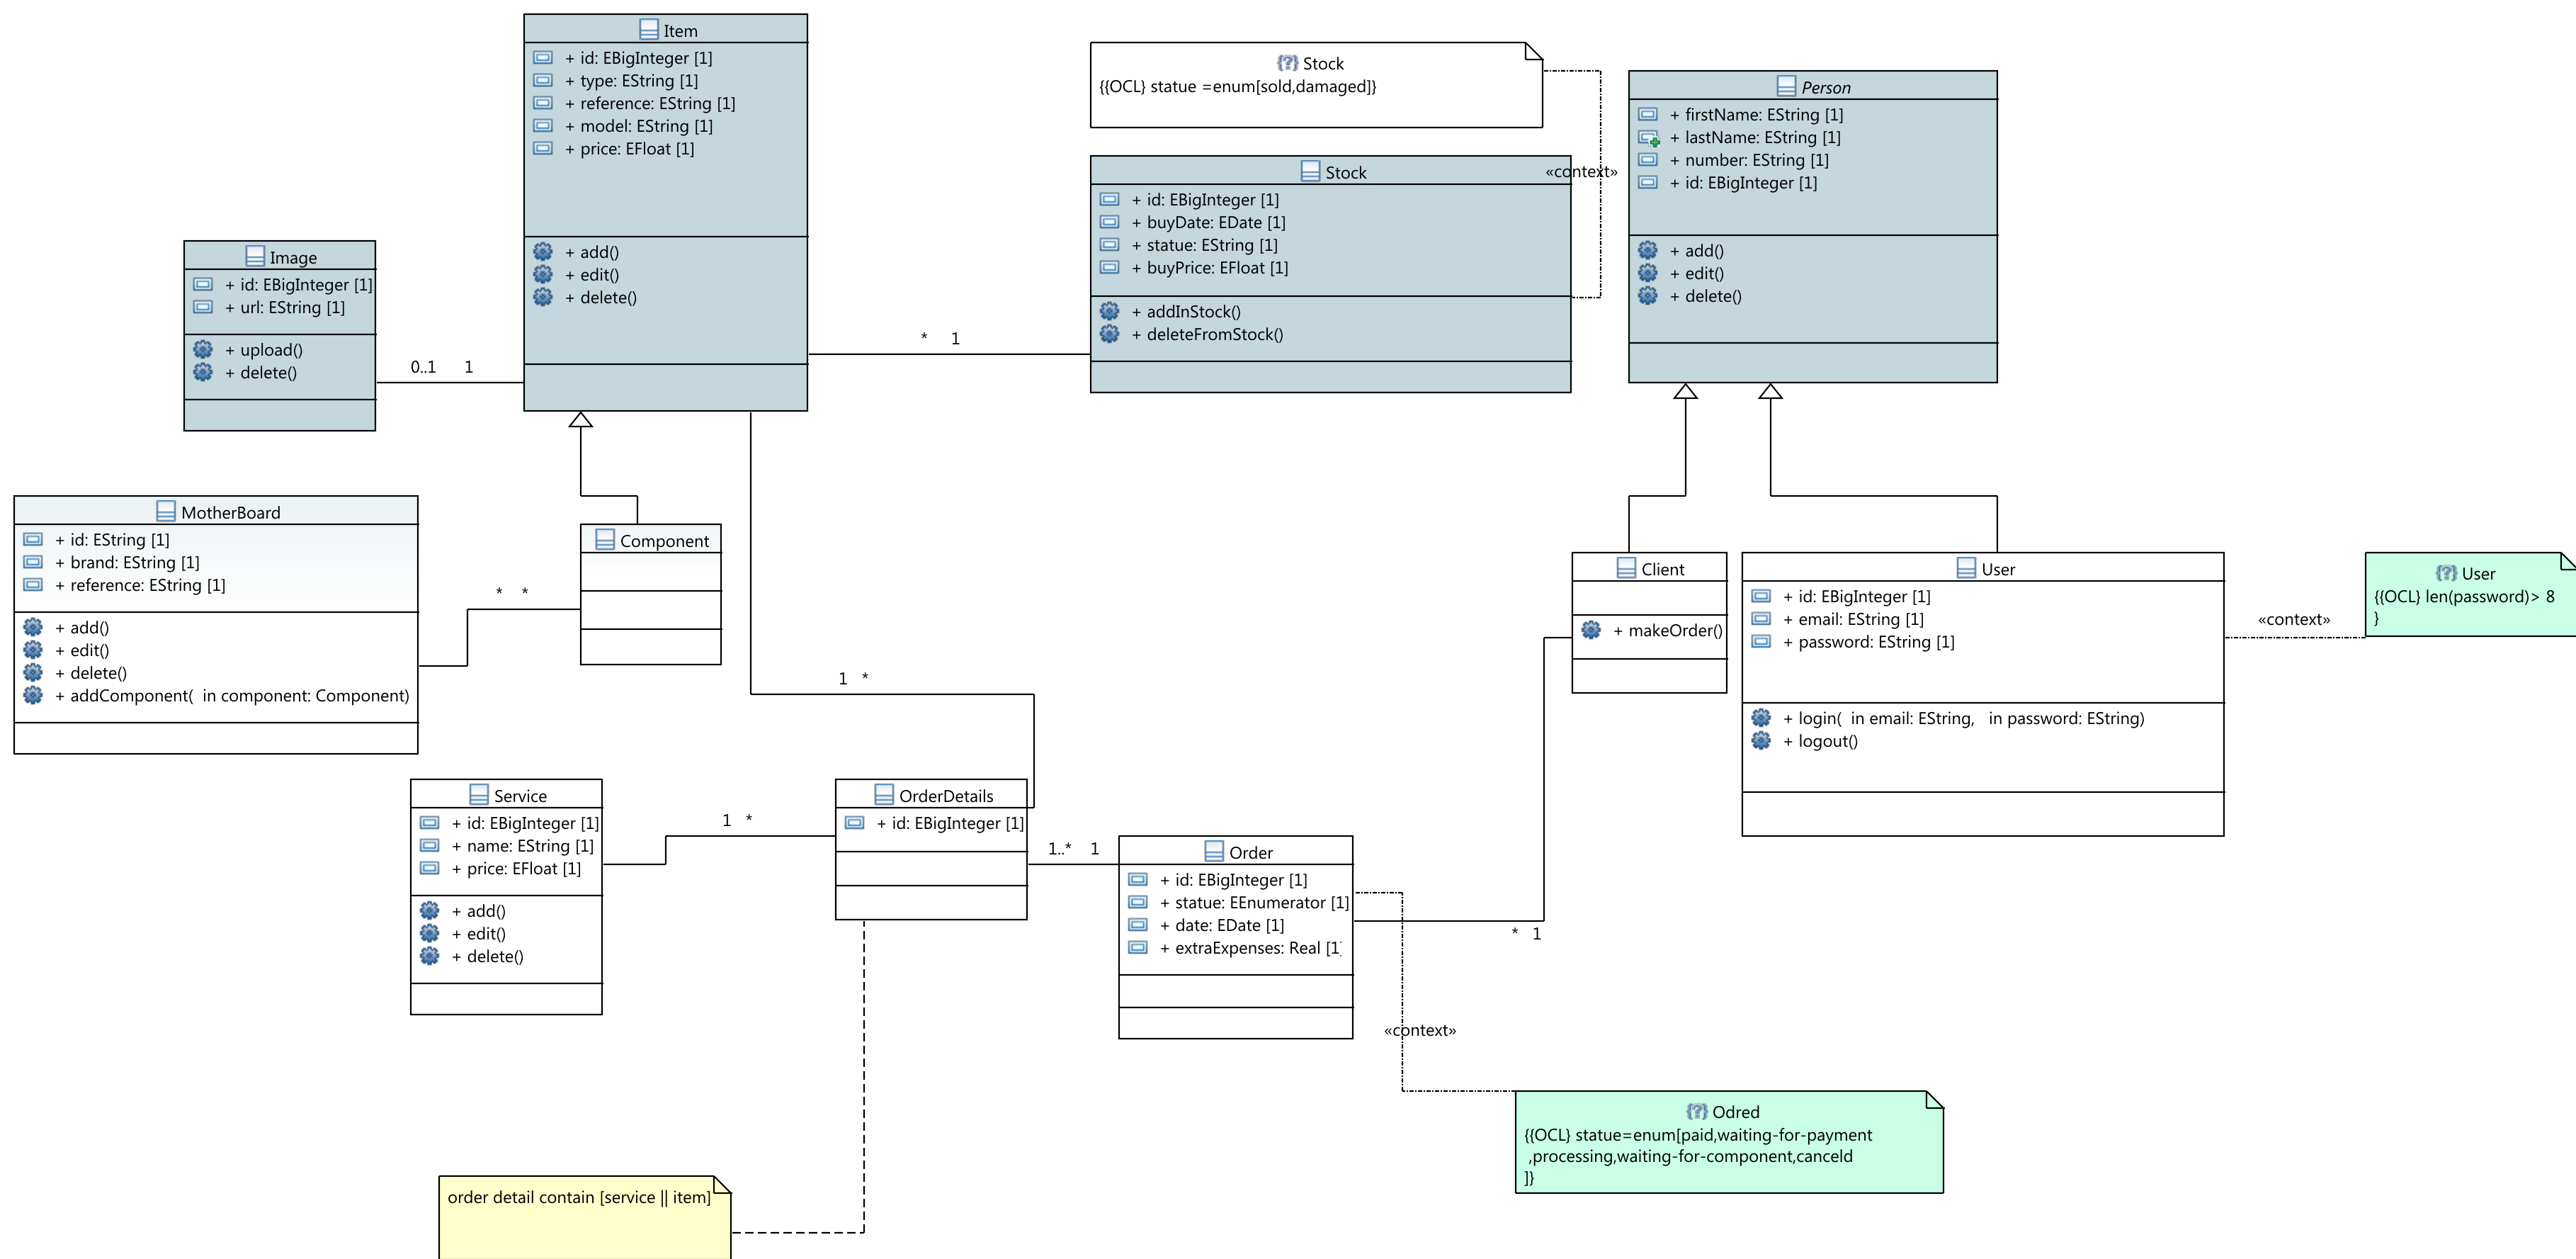 Item
+ id: EBigInteger [1]
+ type: EString [1]
+ reference: EString [1]
+ model: EString [1]
+ price: EFloat [1]
+ add()
+ edit()
+ delete()
Stock
{{OCL} statue =enum[sold,damaged]}
«context»
Stock
+ id: EBigInteger [1]
+ buyDate: EDate [1]
+ statue: EString [1]
+ buyPrice: EFloat [1]
+ addInStock()
+ deleteFromStock()
Person
+ firstName: EString [1]
+ lastName: EString [1]
+ number: EString [1]
+ id: EBigInteger [1]
+ add()
+ edit()
+ delete()
Image
+ id: EBigInteger [1]
+ url: EString [1]
+ upload()
+ delete()
0..1 1
* 1
MotherBoard
+ id: EString [1]
+ brand: EString [1]
+ reference: EString [1]
+ add()
+ edit()
+ delete()
+ addComponent(  in component: Component)
* *
Component
Client
+ makeOrder()
User
+ id: EBigInteger [1]
+ email: EString [1]
+ password: EString [1]
+ login(  in email: EString,   in password: EString)
+ logout()
«context»
User
{{OCL} len(password)> 8
}
1 *
Service
+ id: EBigInteger [1]
+ name: EString [1]
+ price: EFloat [1]
+ add()
+ edit()
+ delete()
1 *
OrderDetails
+ id: EBigInteger [1]
1..* 1
Order
+ id: EBigInteger [1]
+ statue: EEnumerator [1]
+ date: EDate [1]
+ extraExpenses: Real [1]
* 1
«context»
Odred
{{OCL} statue=enum[paid,waiting-for-payment
,processing,waiting-for-component,canceld
]}
order detail contain [service || item]